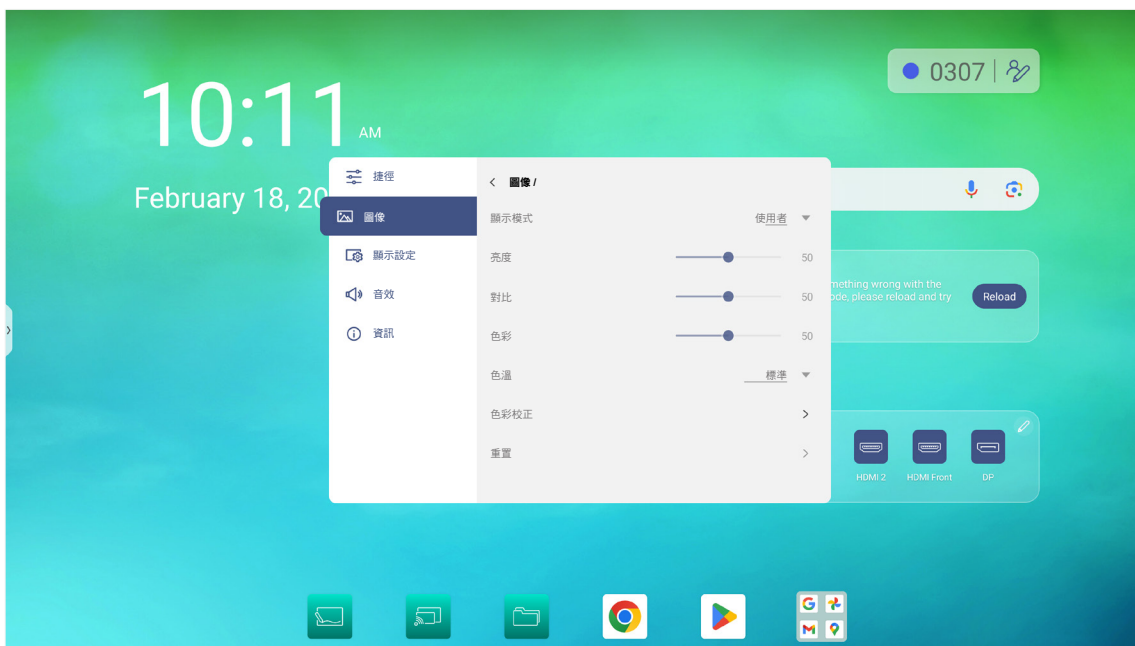 0307
10:11 AM
February 18, 20
捷徑
圖像
顯示設定
音效
資訊
圖像 /
顯示模式 使用者
亮度 50
對比 50
色彩 50
色溫 標準
色彩校正
重置
mething wrong with the
ode, please reload and try
Reload
HDMI 2
HDMI Front
DP